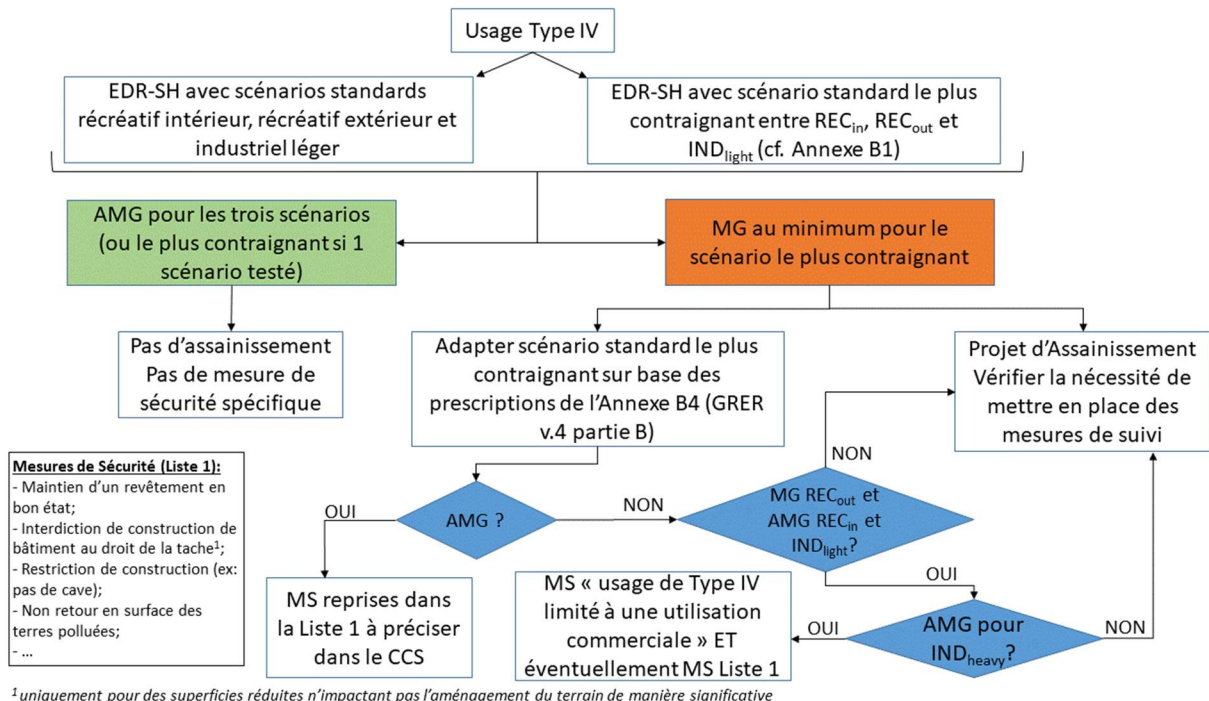 Usage Type IV
EDR-SH avec scénarios standards
récréatif intérieur, récréatif extérieur et
industriel léger
EDR-SH avec scénario standard le plus
contraignant entre RECin, RECout et
INDlight (cf. Annexe B1)
AMG pour les trois scénarios
(ou le plus contraignant si 1
scénario testé)
MG au minimum pour le
scénario le plus contraignant
Pas d’assainissement
Pas de mesure de
sécurité spécifique
Adapter scénario standard le plus
contraignant sur base des
prescriptions de l’Annexe B4 (GRER
v.4 partie B)
Projet d’Assainissement
Vérifier la nécessité de
mettre en place des
mesures de suivi
Mesures de Sécurité (Liste 1):
- Maintien d’un revêtement en
bon état;
- Interdiction de construction de
bâtiment au droit de la tache1;
- Restriction de construction (ex:
pas de cave);
- Non retour en surface des
terres polluées;
- ...
AMG ?
OUI
NON
MG RECout et
AMG RECin et
INDlight?
NON
OUI
MS reprises dans
la Liste 1 à préciser
dans le CCS
MS « usage de Type IV
limité à une utilisation
commerciale » ET
éventuellement MS Liste 1
OUI
AMG pour
INDheavy?
NON
1 uniquement pour des superficies réduites n’impactant pas l’aménagement du terrain de manière significative